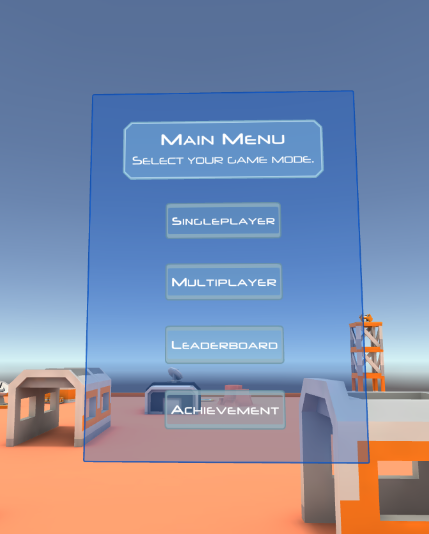 Main Menu
Select your game mode.
Singleplayer
Multiplayer
Leaderboard
Achievement